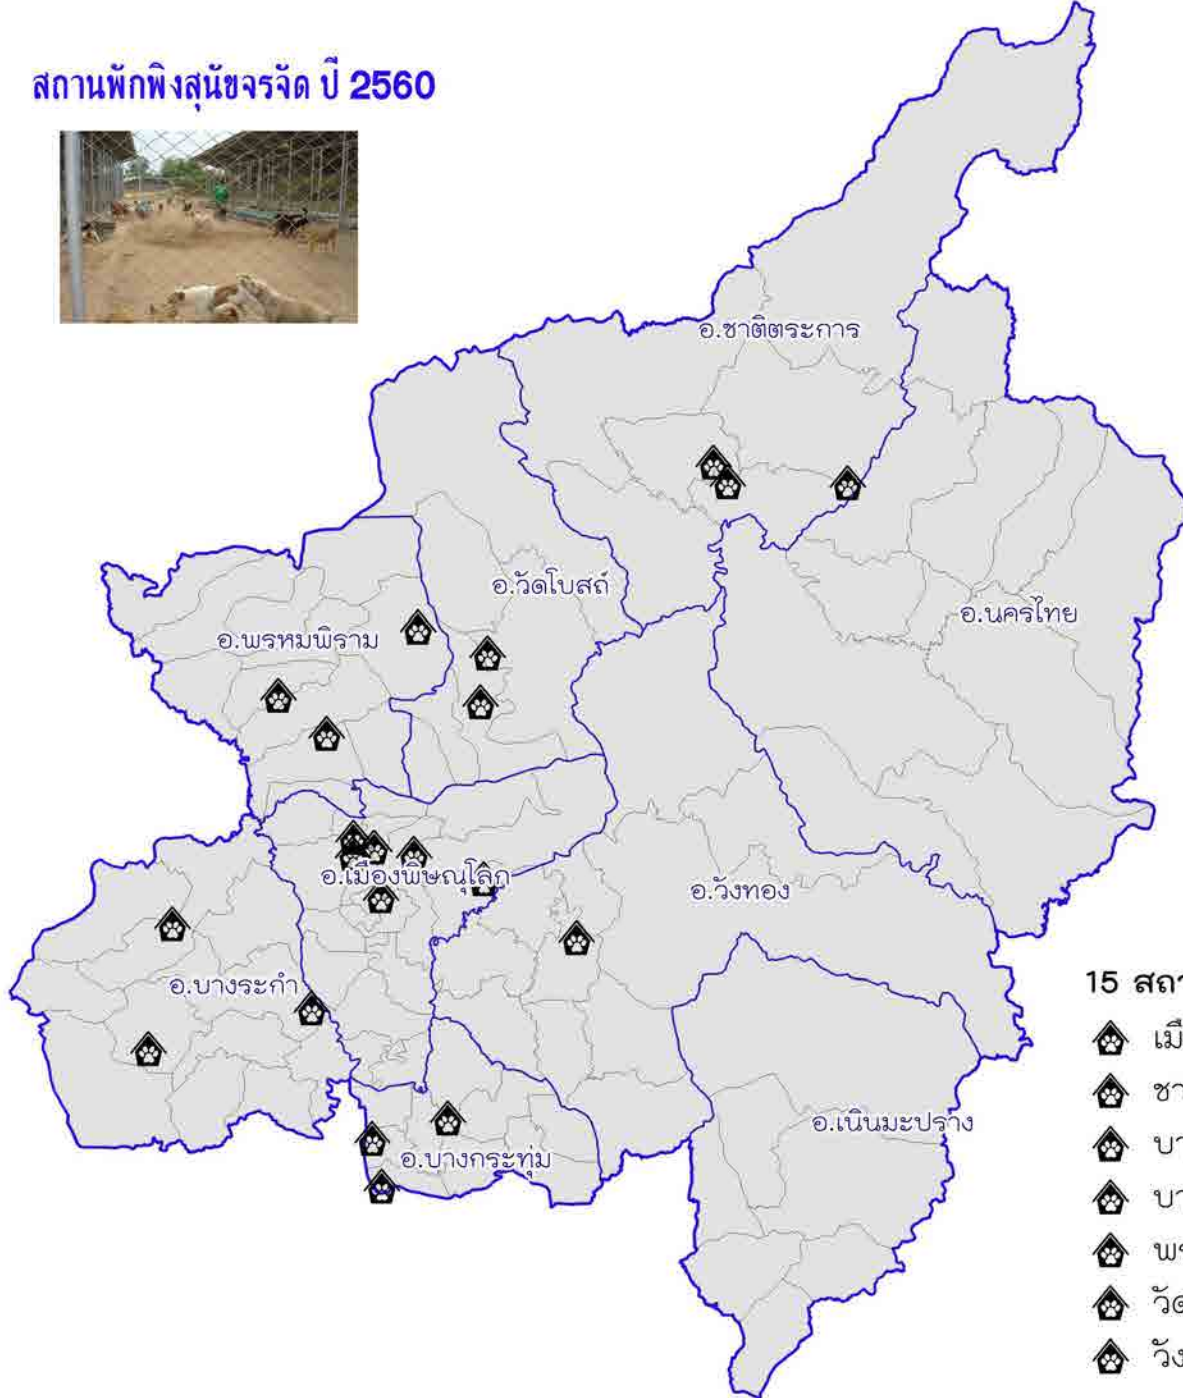 สถานพักพิงสุนัขจรจัด ปี 2560
อ.ชาติตระการ
อ.วัดโบสถ์
อ.นครไทย
อ.พรหมพิราม
อ.เมืองพิษณุโลก
อ.วังทอง
อ.บางระกำ
อ.เนินมะปราง
อ.บางกระทุ่ม
15